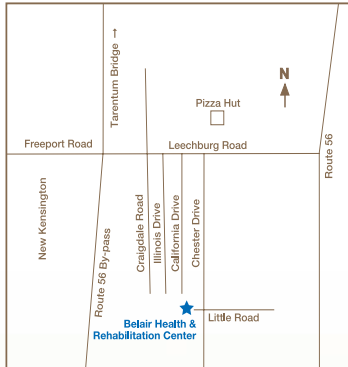 Tarentum Bridge →
N
Pizza Hut
Freeport Road
Leechburg Road
Route 56
New Kensington
Route 56 By-pass
Craigdale Road
Illinois Drive
California Drive
Chester Drive
Little Road
Belair Health &
Rehabilitation Center